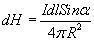 dH = IdlSinα / 4πR²